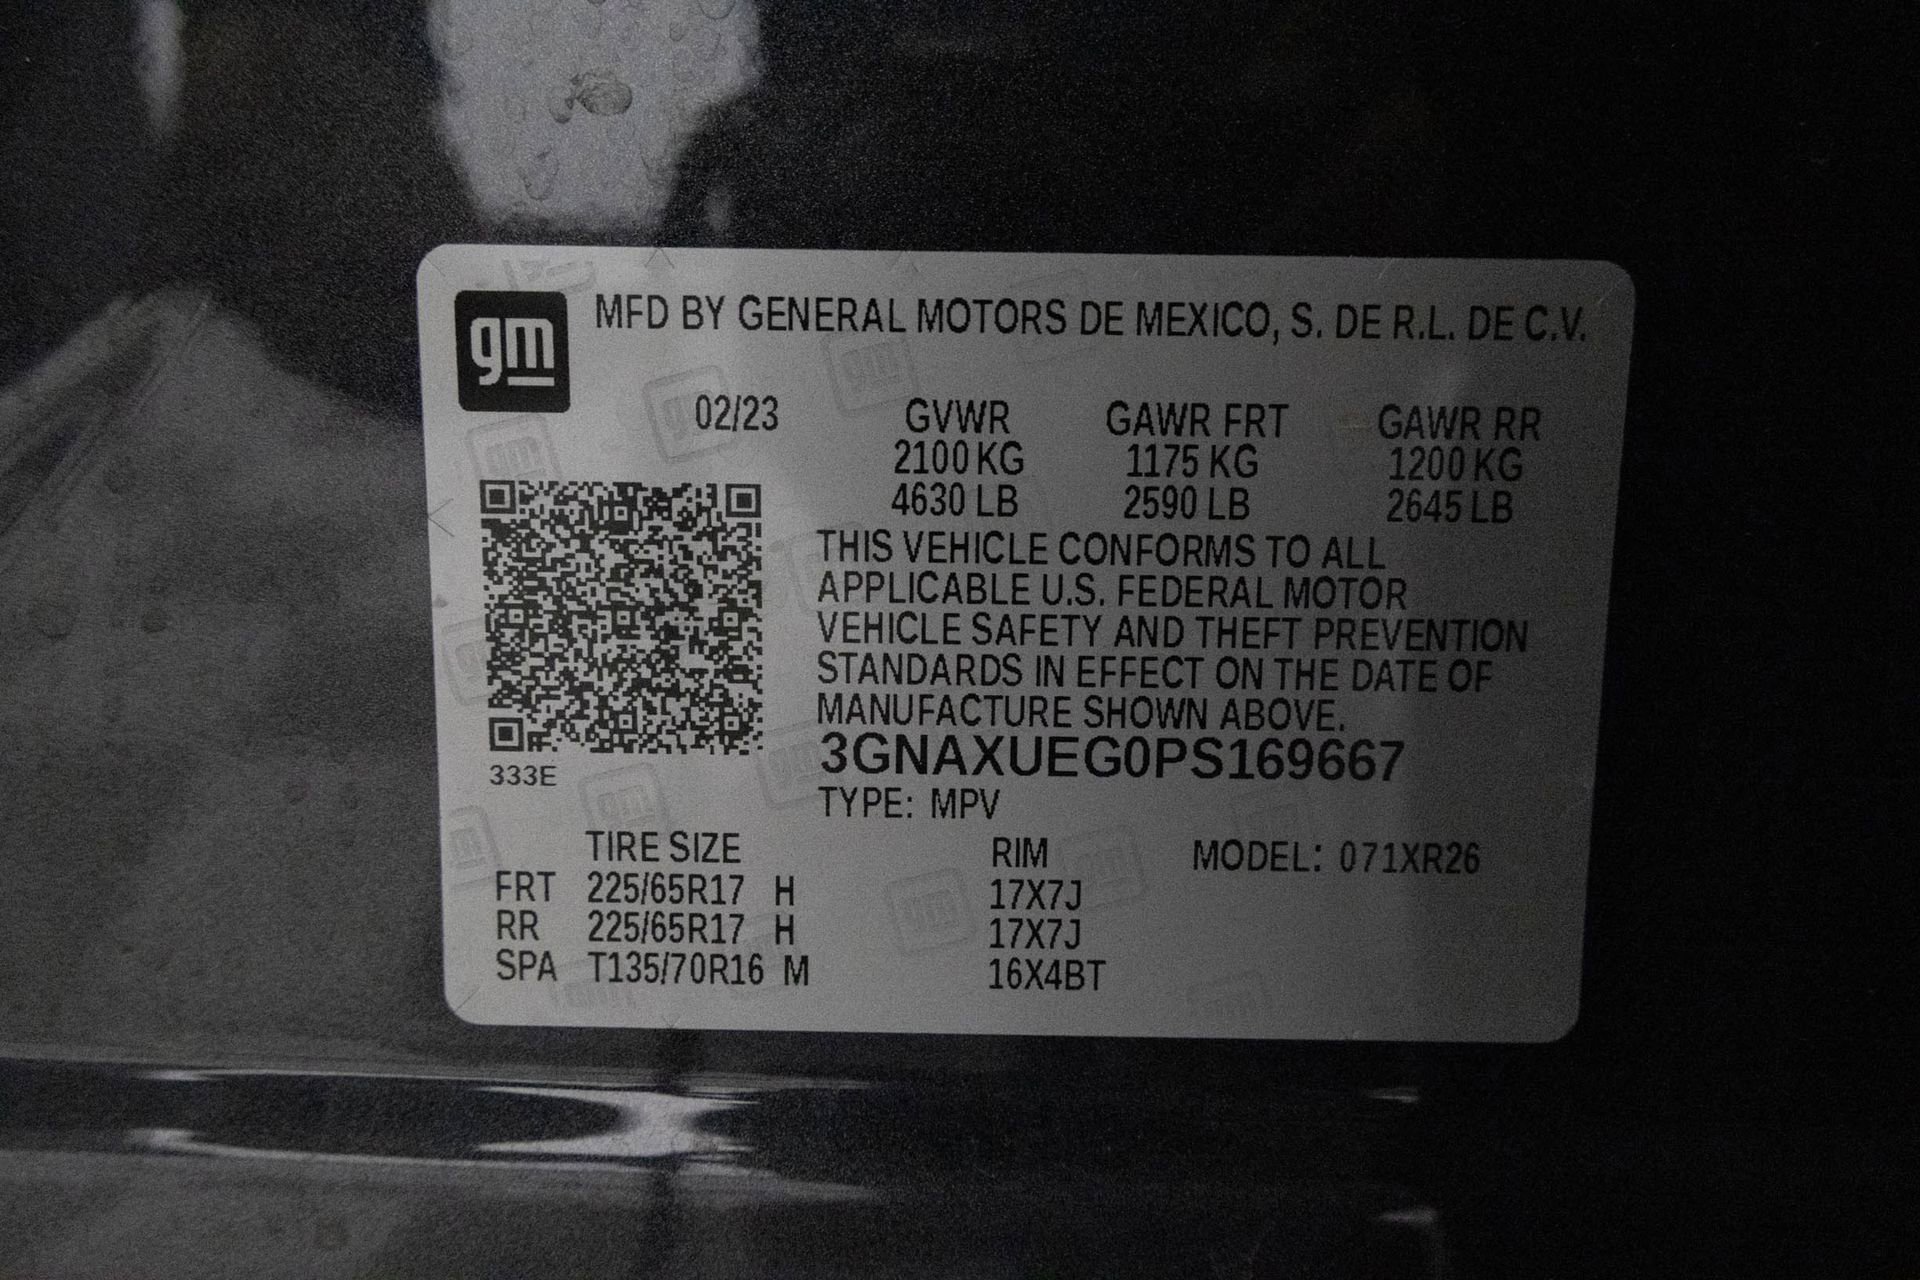 gm
MFD BY GENERAL MOTORS DE MEXICO, S. DE R.L. DE C.V.
02/23 GVWR GAWR FRT GAWR RR
2100 KG 1175 KG 1200 KG
4630 LB 2590 LB 2645 LB
THIS VEHICLE CONFORMS TO ALL
APPLICABLE U.S. FEDERAL MOTOR
VEHICLE SAFETY AND THEFT PREVENTION
STANDARDS IN EFFECT ON THE DATE OF
MANUFACTURE SHOWN ABOVE.
3GNAXUEG0PS169667
333E
TYPE: MPV
TIRE SIZE RIM MODEL: 071XR26
FRT 225/65R17 H 17X7J
RR 225/65R17 H 17X7J
SPA T135/70R16 M 16X4BT